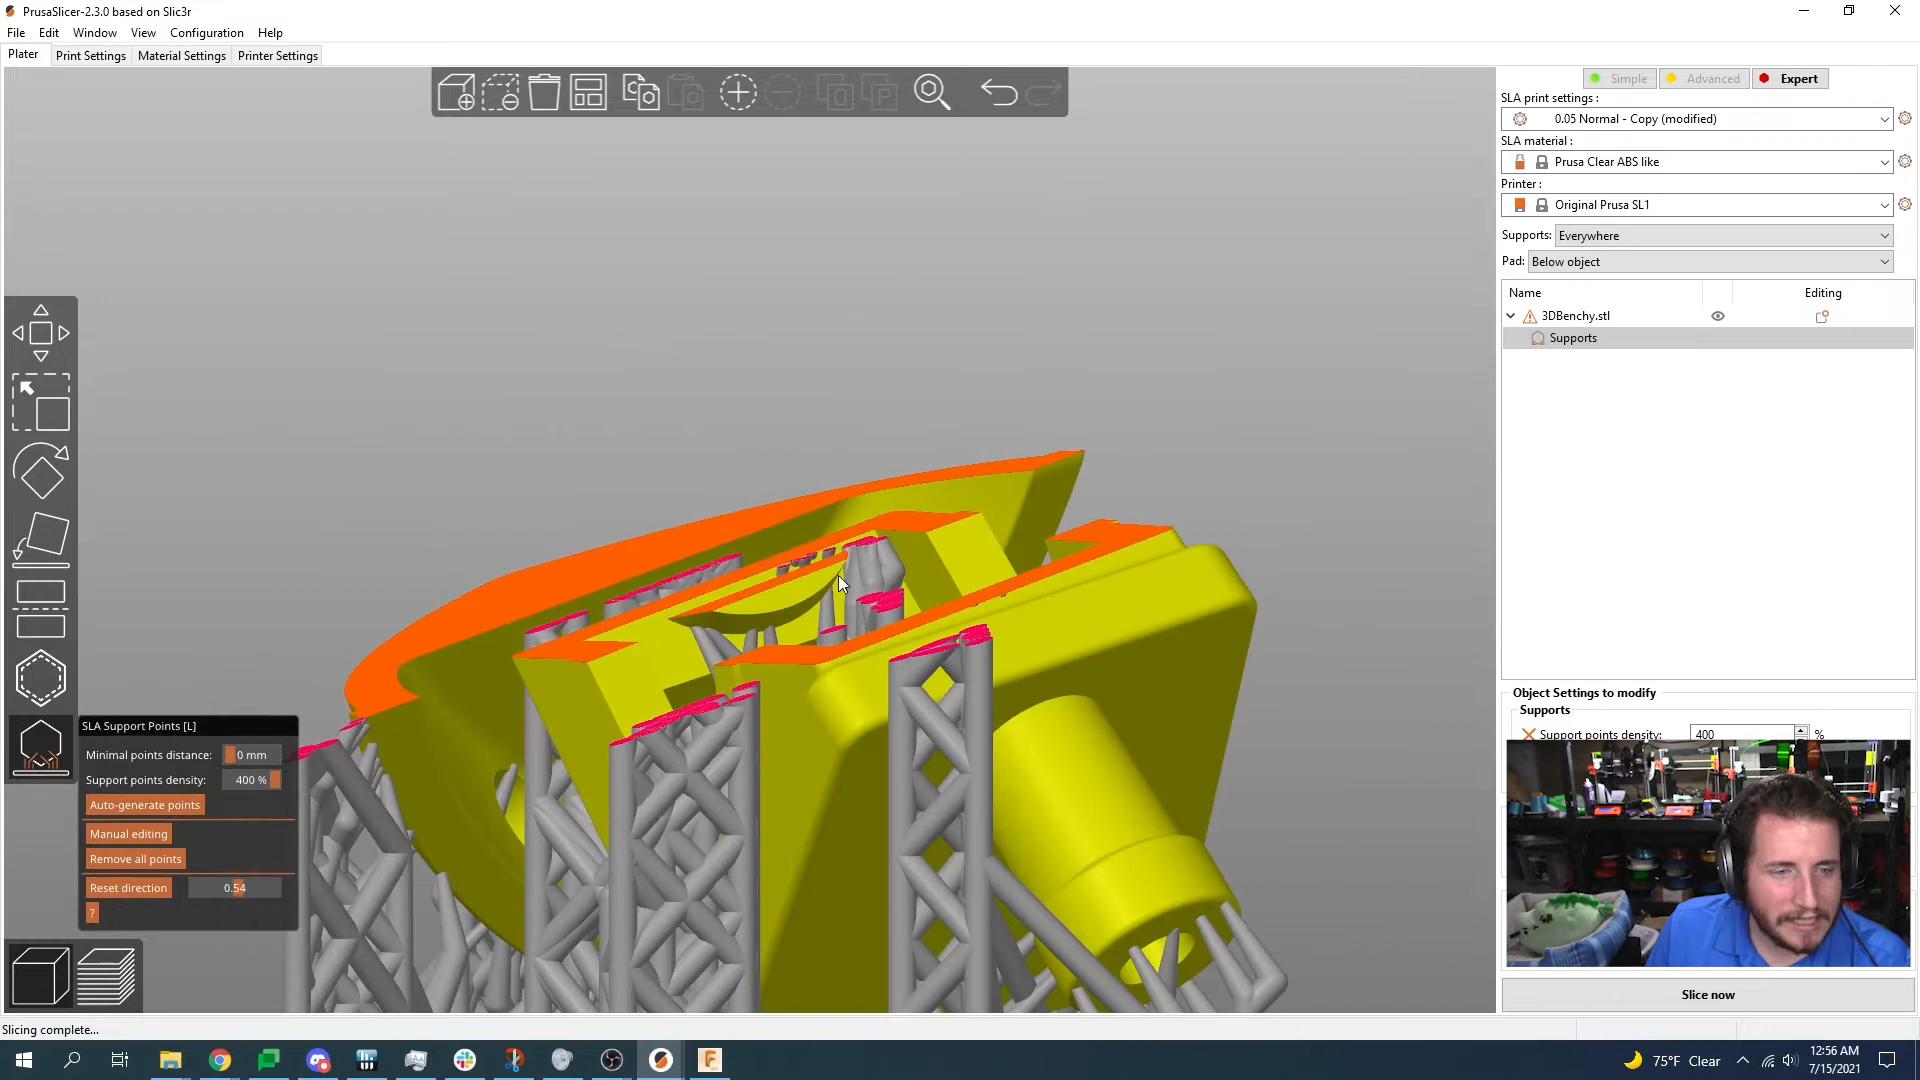 PrusaSlicer-2.3.0 based on Slic3r
File Edit Window View Configuration Help
Plater Print Settings Material Settings Printer Settings
Simple Advanced Expert
SLA print settings :
0.05 Normal - Copy (modified)
SLA material :
Prusa Clear ABS like
Printer :
Original Prusa SL1
Supports: Everywhere
Pad: Below object
Name Editing
3DBenchy.stl
Supports
Object Settings to modify
Supports
Support points density: 400 %
SLA Support Points [L]
Minimal points distance: 0 mm
Support points density: 400 %
Auto-generate points
Manual editing
Remove all points
Reset direction 0.54
?
Slice now
Slicing complete...
75°F Clear
12:56 AM
7/15/2021